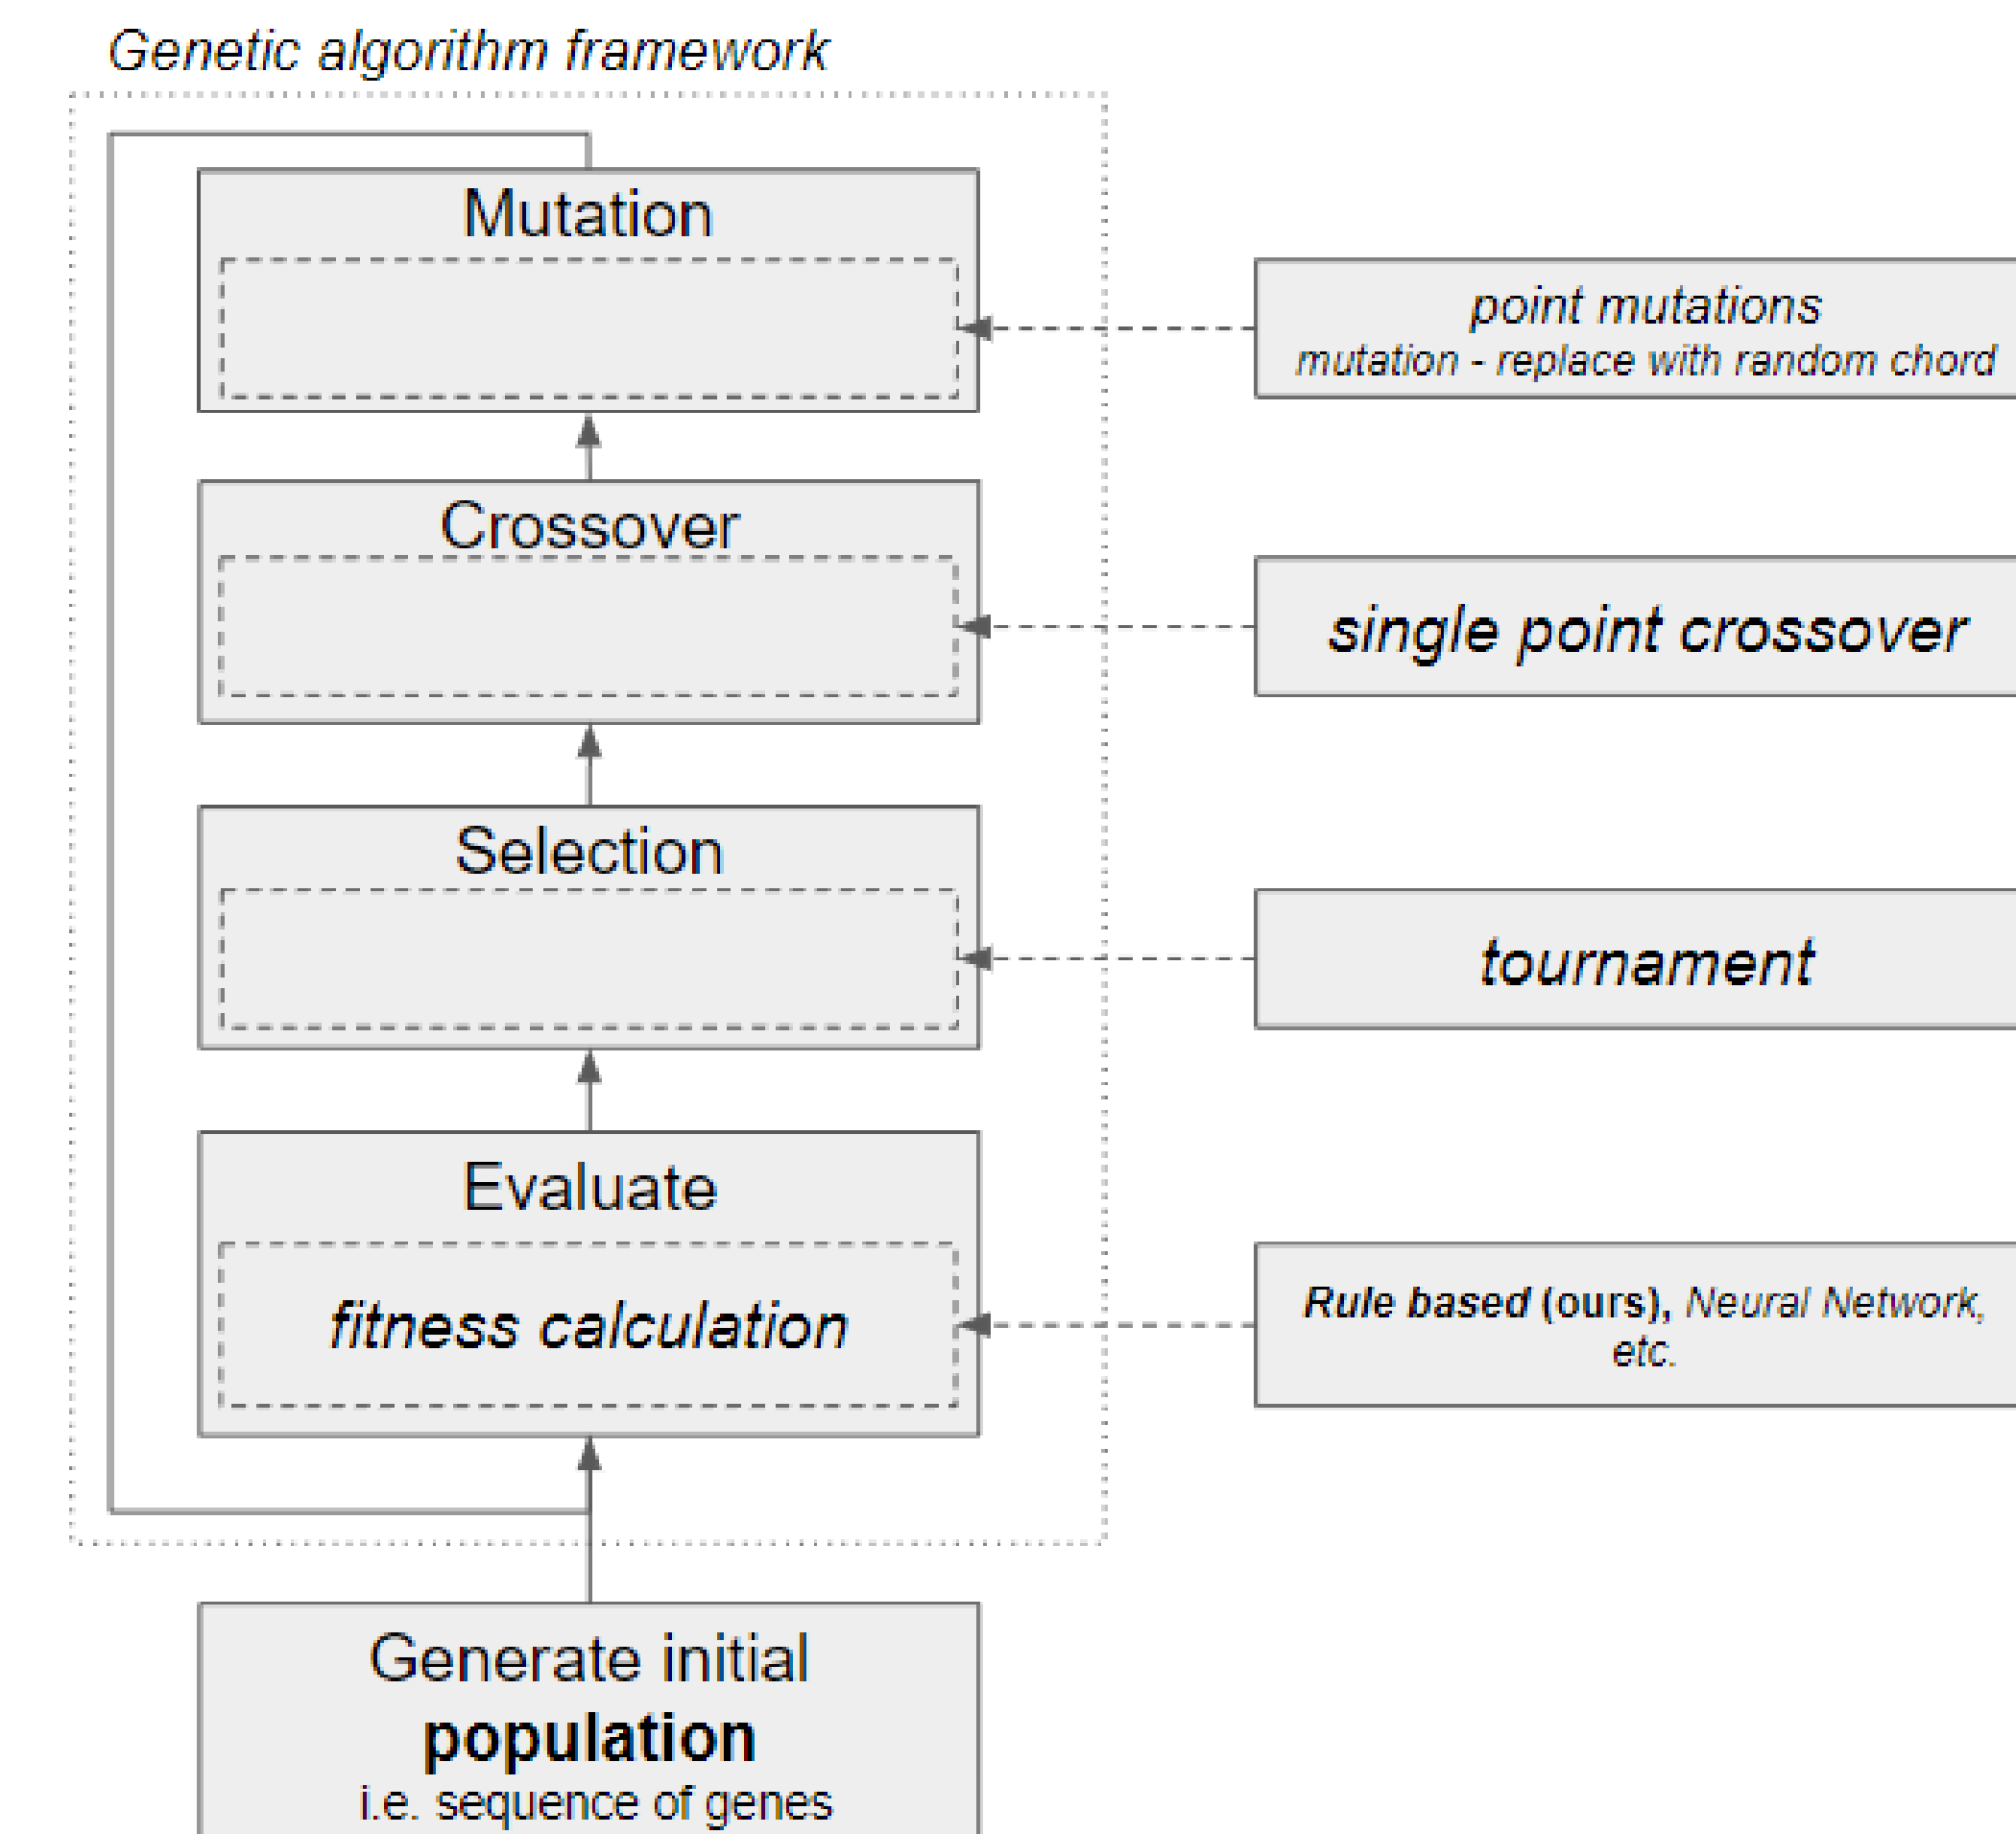 Genetic algorithm framework
Mutation
point mutations
mutation - replace with random chord
Crossover
single point crossover
Selection
tournament
Evaluate
fitness calculation
Rule based (ours), Neural Network,
etc.
Generate initial
population
i.e. sequence of genes